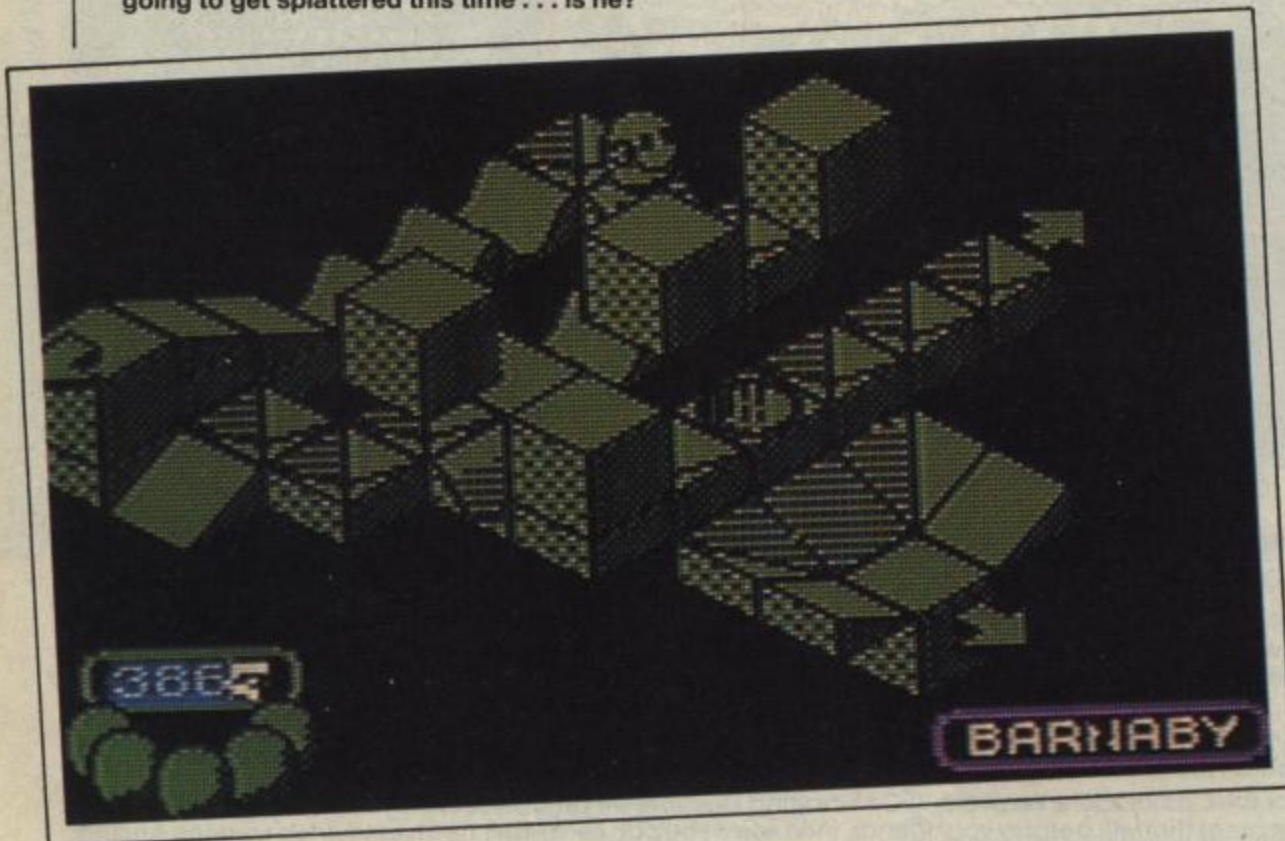 going to get splattered this time . . . is he?
386
BARNABY